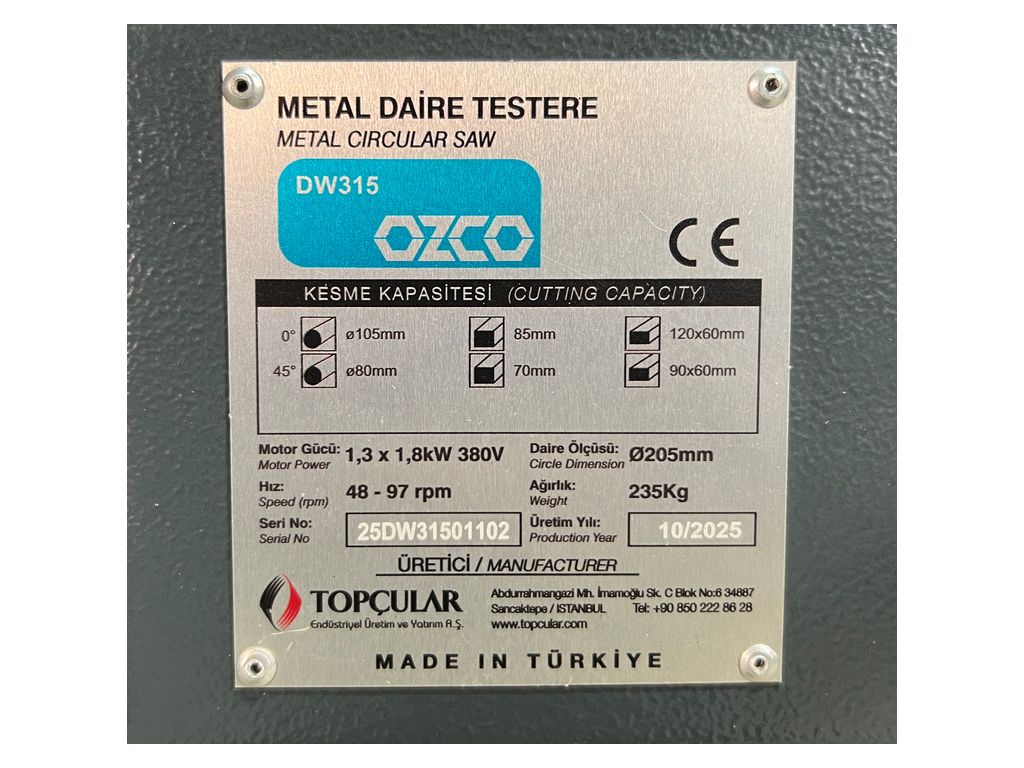 METAL DAİRE TESTERE
METAL CIRCULAR SAW
DW315
OZCO
CE
KESME KAPASİTESİ (CUTTING CAPACITY)
0° ø105mm 85mm 120x60mm
45° ø80mm 70mm 90x60mm
Motor Gücü: 1,3 x 1,8kW 380V Daire Ölçüsü: Ø205mm
Motor Power Circle Dimension
Hız: 48 - 97 rpm Ağırlık: 235Kg
Speed (rpm) Weight
Seri No: 25DW31501102 Üretim Yılı: 10/2025
Serial No Production Year
ÜRETİCİ / MANUFACTURER
TOPÇULAR
Endüstriyel Üretim ve Yatırım A.Ş.
Abdurrahmangazi Mh. İmamoğlu Sk. C Blok No:6 34887
Sancaktepe / ISTANBUL Tel: +90 850 222 86 28
www.topcular.com
MADE IN TÜRKİYE